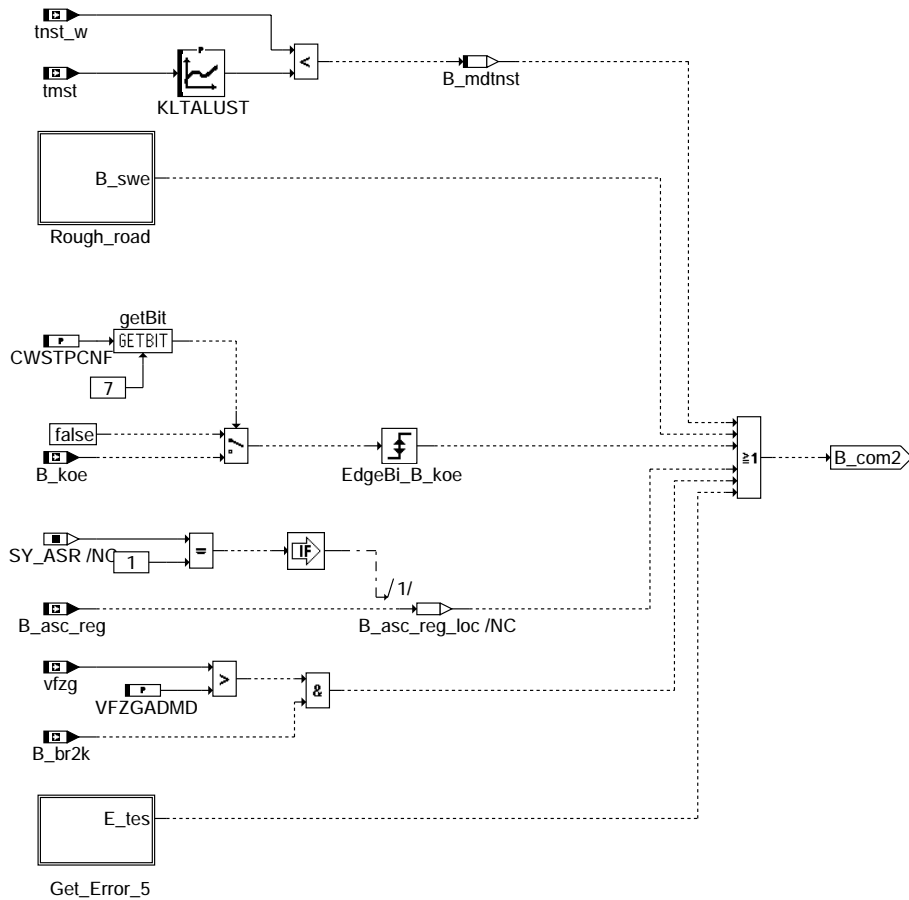 tnst_w
tmst
P
KLTALUST
<
B_mdtnst
B_swe
Rough_road
getBit
P
GETBIT
CWSTPCNF
7
false
B_koe
EdgeBi_B_koe
≧1
B_com2
SY_ASR /NC
1
=
IF
/1/
B_asc_reg
B_asc_reg_loc /NC
vfzg
>
P
VFZGADMD
&
B_br2k
E_tes
Get_Error_5